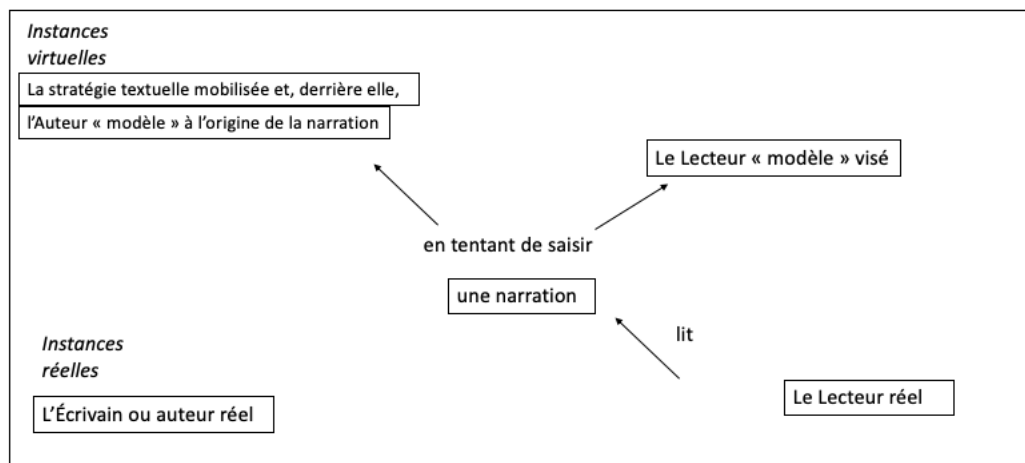 Instances
virtuelles
La stratégie textuelle mobilisée et, derrière elle,
l’Auteur « modèle » à l’origine de la narration
Le Lecteur « modèle » visé
en tentant de saisir
une narration
lit
Instances
réelles
L’Écrivain ou auteur réel
Le Lecteur réel